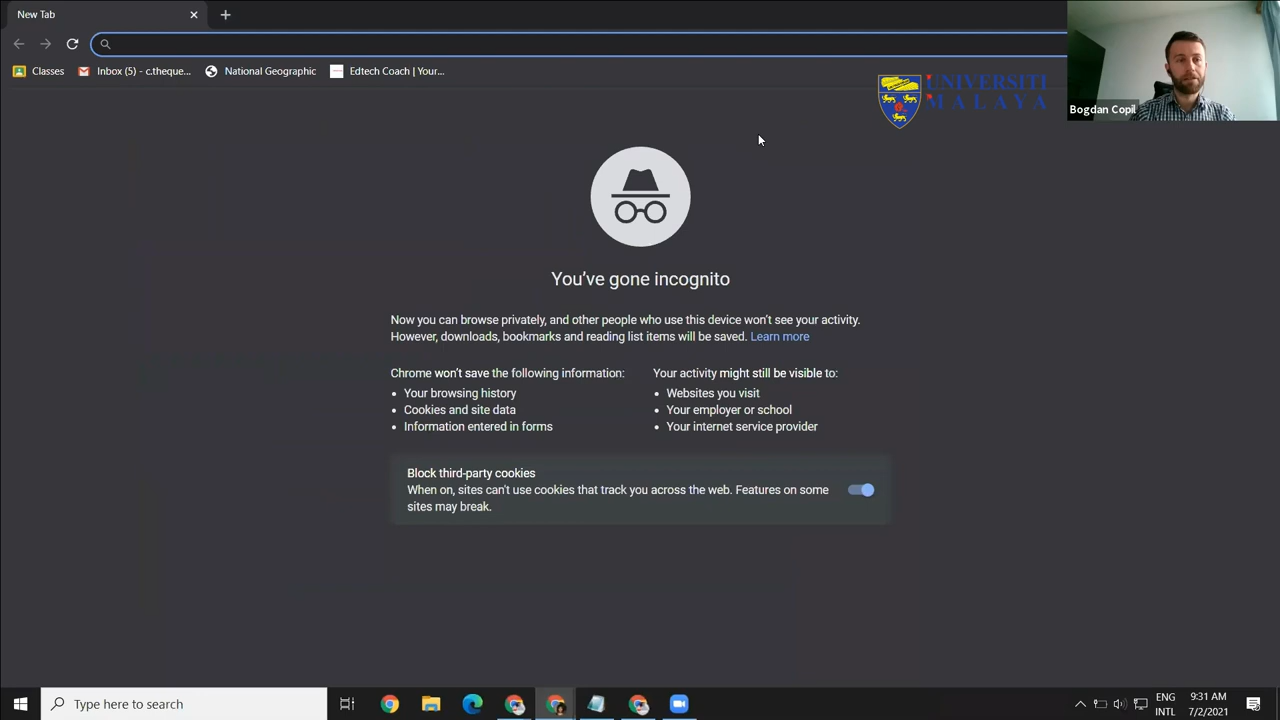 New Tab
Classes
Inbox (5) - c.theque...
National Geographic
Edtech Coach | Your...
UNIVERSITI
MALAYA
Bogdan Copil
You've gone incognito
Now you can browse privately, and other people who use this device won't see your activity.
However, downloads, bookmarks and reading list items will be saved. Learn more
Chrome won't save the following information:
• Your browsing history
• Cookies and site data
• Information entered in forms
Your activity might still be visible to:
• Websites you visit
• Your employer or school
• Your internet service provider
Block third-party cookies
When on, sites can't use cookies that track you across the web. Features on some
sites may break.
Type here to search
ENG
INTL
9:31 AM
7/2/2021